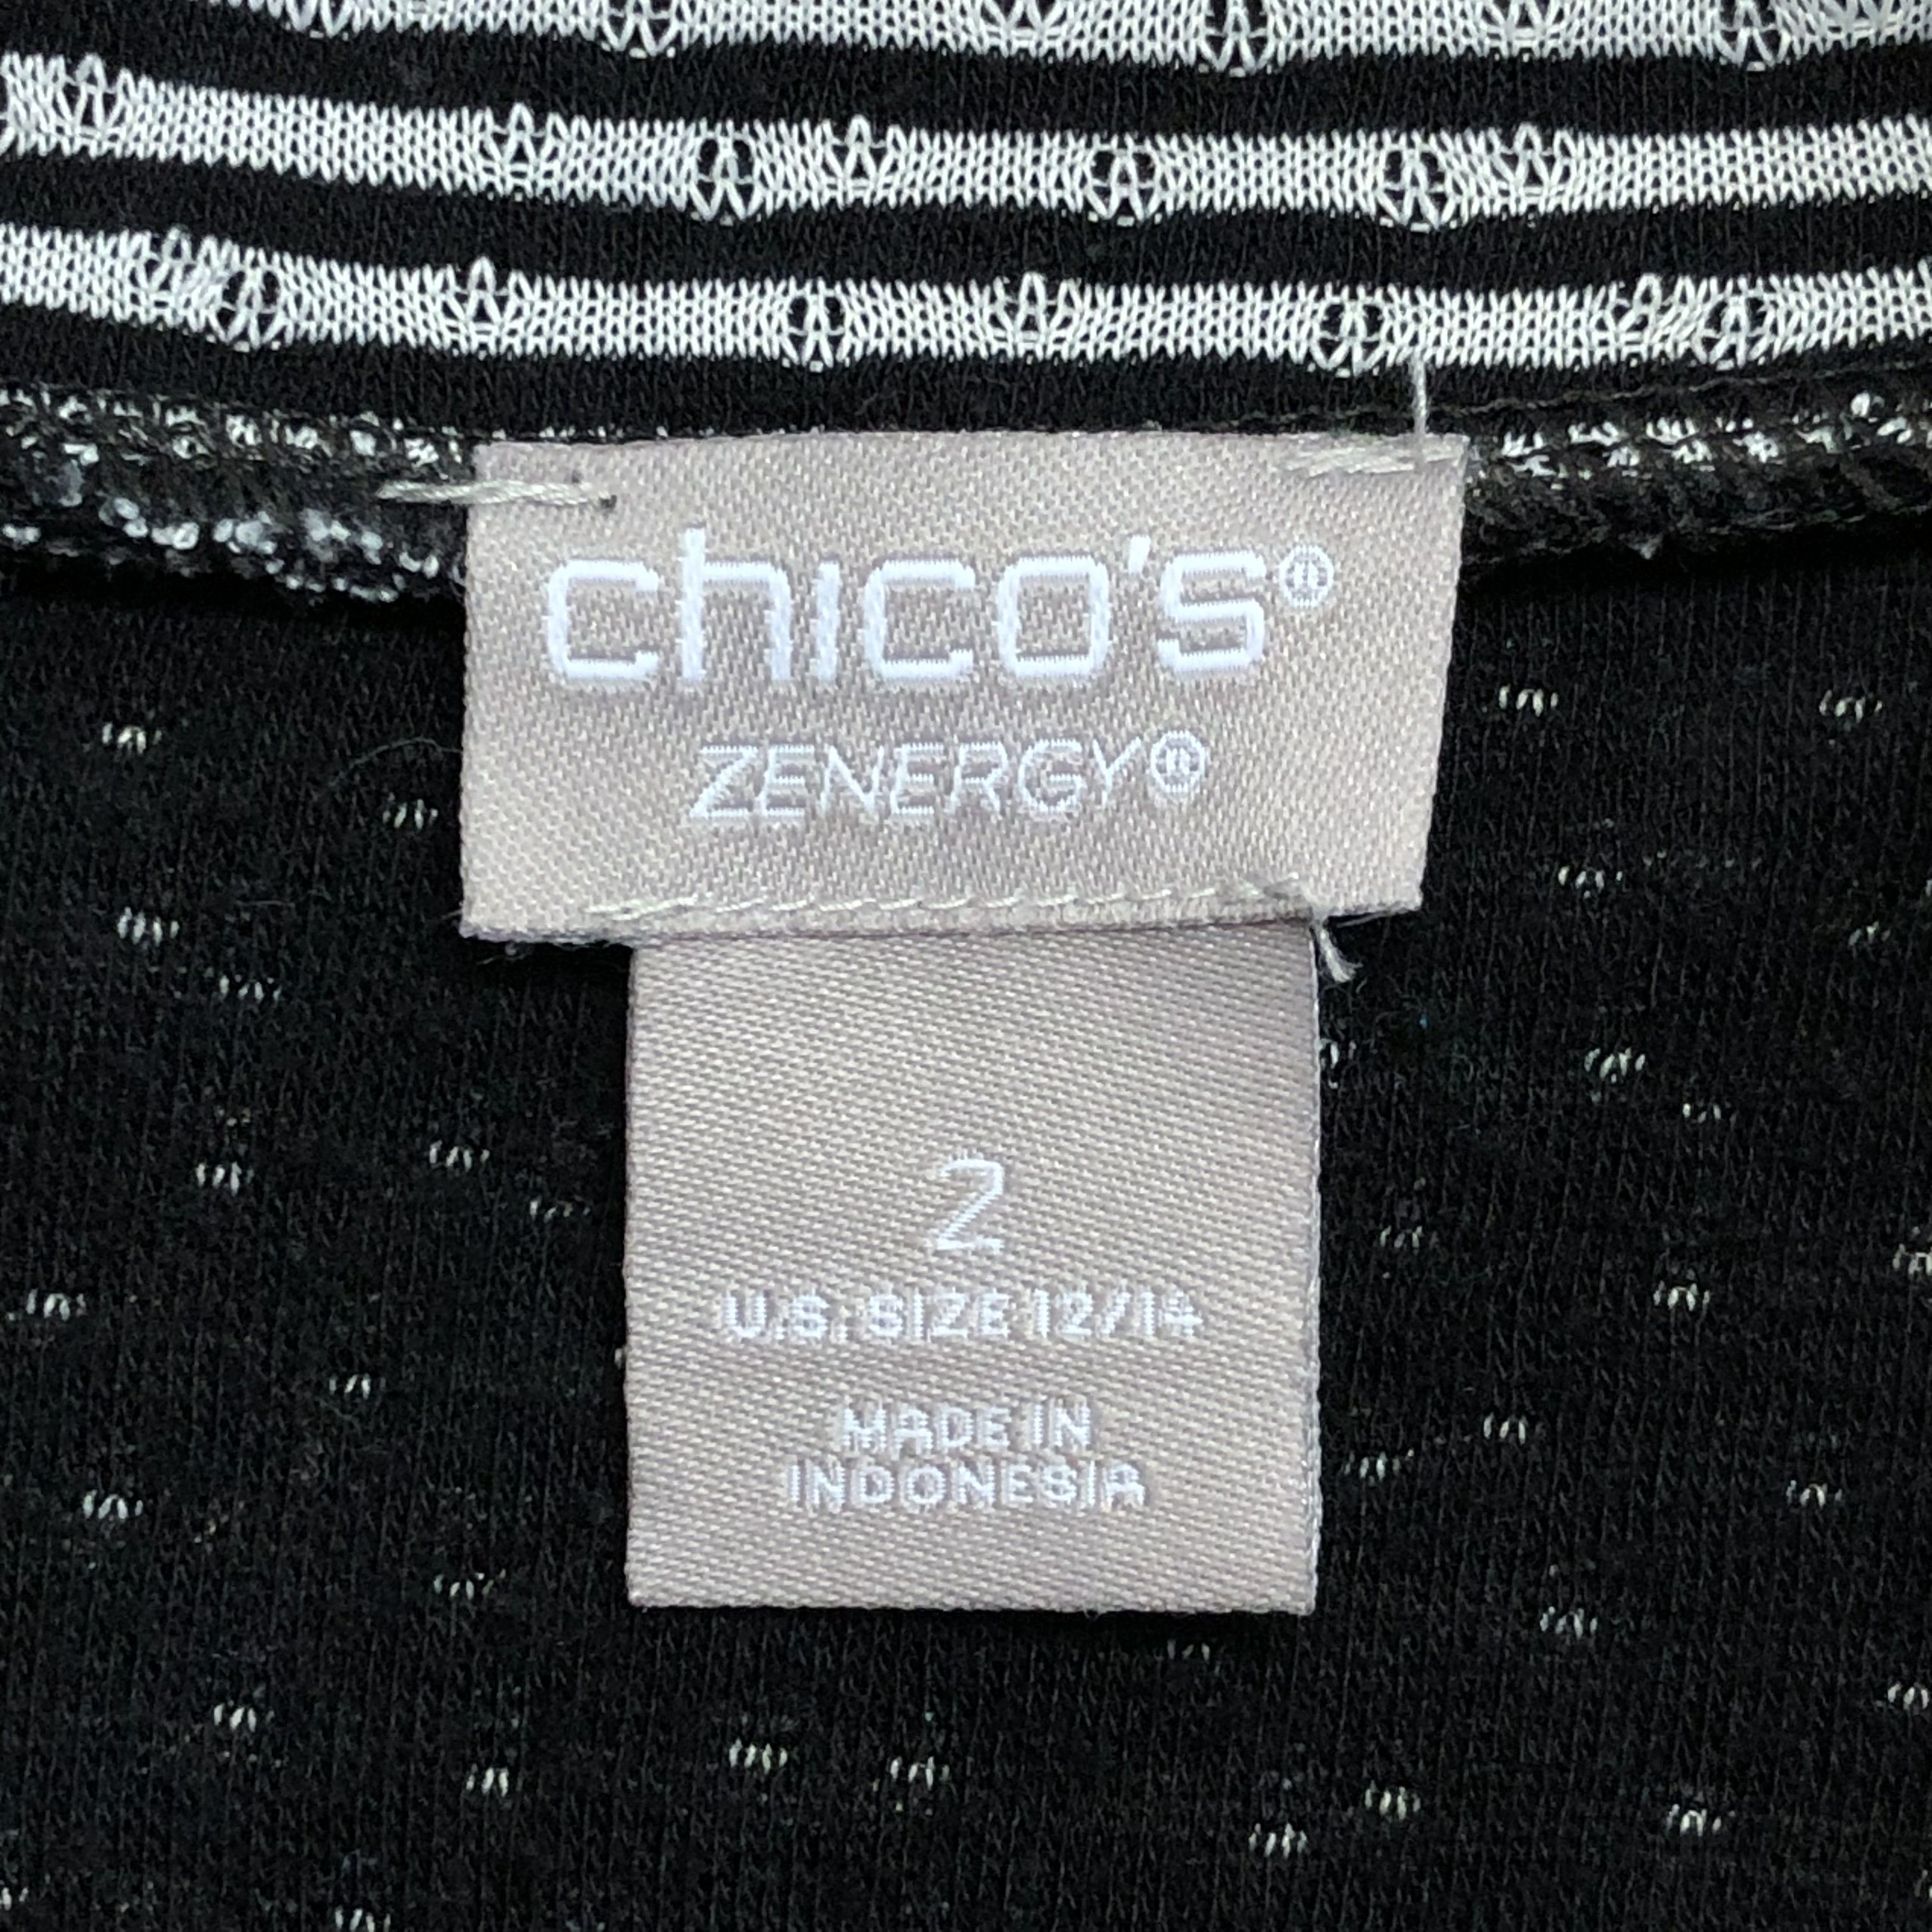 chico's®
ZENERGY®
2
U.S. SIZE 12/14
MADE IN
INDONESIA